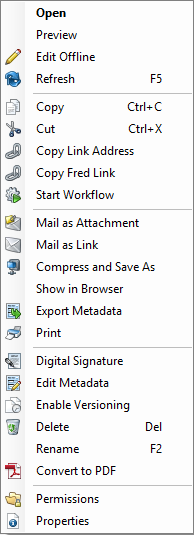 Open
Preview
Edit Offline
Refresh F5
Copy Ctrl+C
Cut Ctrl+X
Copy Link Address
Copy Fred Link
Start Workflow
Mail as Attachment
Mail as Link
Compress and Save As
Show in Browser
Export Metadata
Print
Digital Signature
Edit Metadata
Enable Versioning
Delete Del
Rename F2
Convert to PDF
Permissions
Properties